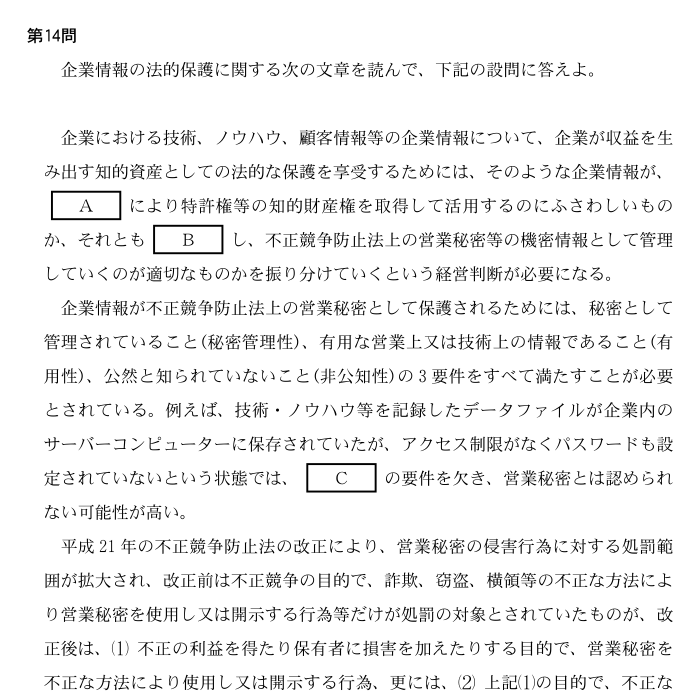 第14問
企業情報の法的保護に関する次の文章を読んで、下記の設問に答えよ。
企業における技術、ノウハウ、顧客情報等の企業情報について、企業が収益を生
み出す知的資産としての法的な保護を享受するためには、そのような企業情報が、
A により特許権等の知的財産権を取得して活用するのにふさわしいもの
か、それとも B し、不正競争防止法上の営業秘密等の機密情報として管理
していくのが適切なものかを振り分けていくという経営判断が必要になる。
企業情報が不正競争防止法上の営業秘密として保護されるためには、秘密として
管理されていること(秘密管理性)、有用な営業上又は技術上の情報であること(有
用性)、公然と知られていないこと(非公知性)の3要件をすべて満たすことが必要
とされている。例えば、技術・ノウハウ等を記録したデータファイルが企業内の
サーバーコンピューターに保存されていたが、アクセス制限がなくパスワードも設
定されていないという状態では、 C の要件を欠き、営業秘密とは認められ
ない可能性が高い。
平成21年の不正競争防止法の改正により、営業秘密の侵害行為に対する処罰範
囲が拡大され、改正前は不正競争の目的で、詐欺、窃盗、横領等の不正な方法によ
り営業秘密を使用し又は開示する行為等だけが処罰の対象とされていたものが、改
正後は、⑴ 不正の利益を得たり保有者に損害を加えたりする目的で、営業秘密を
不正な方法により使用し又は開示する行為、更には、⑵ 上記⑴の目的で、不正な